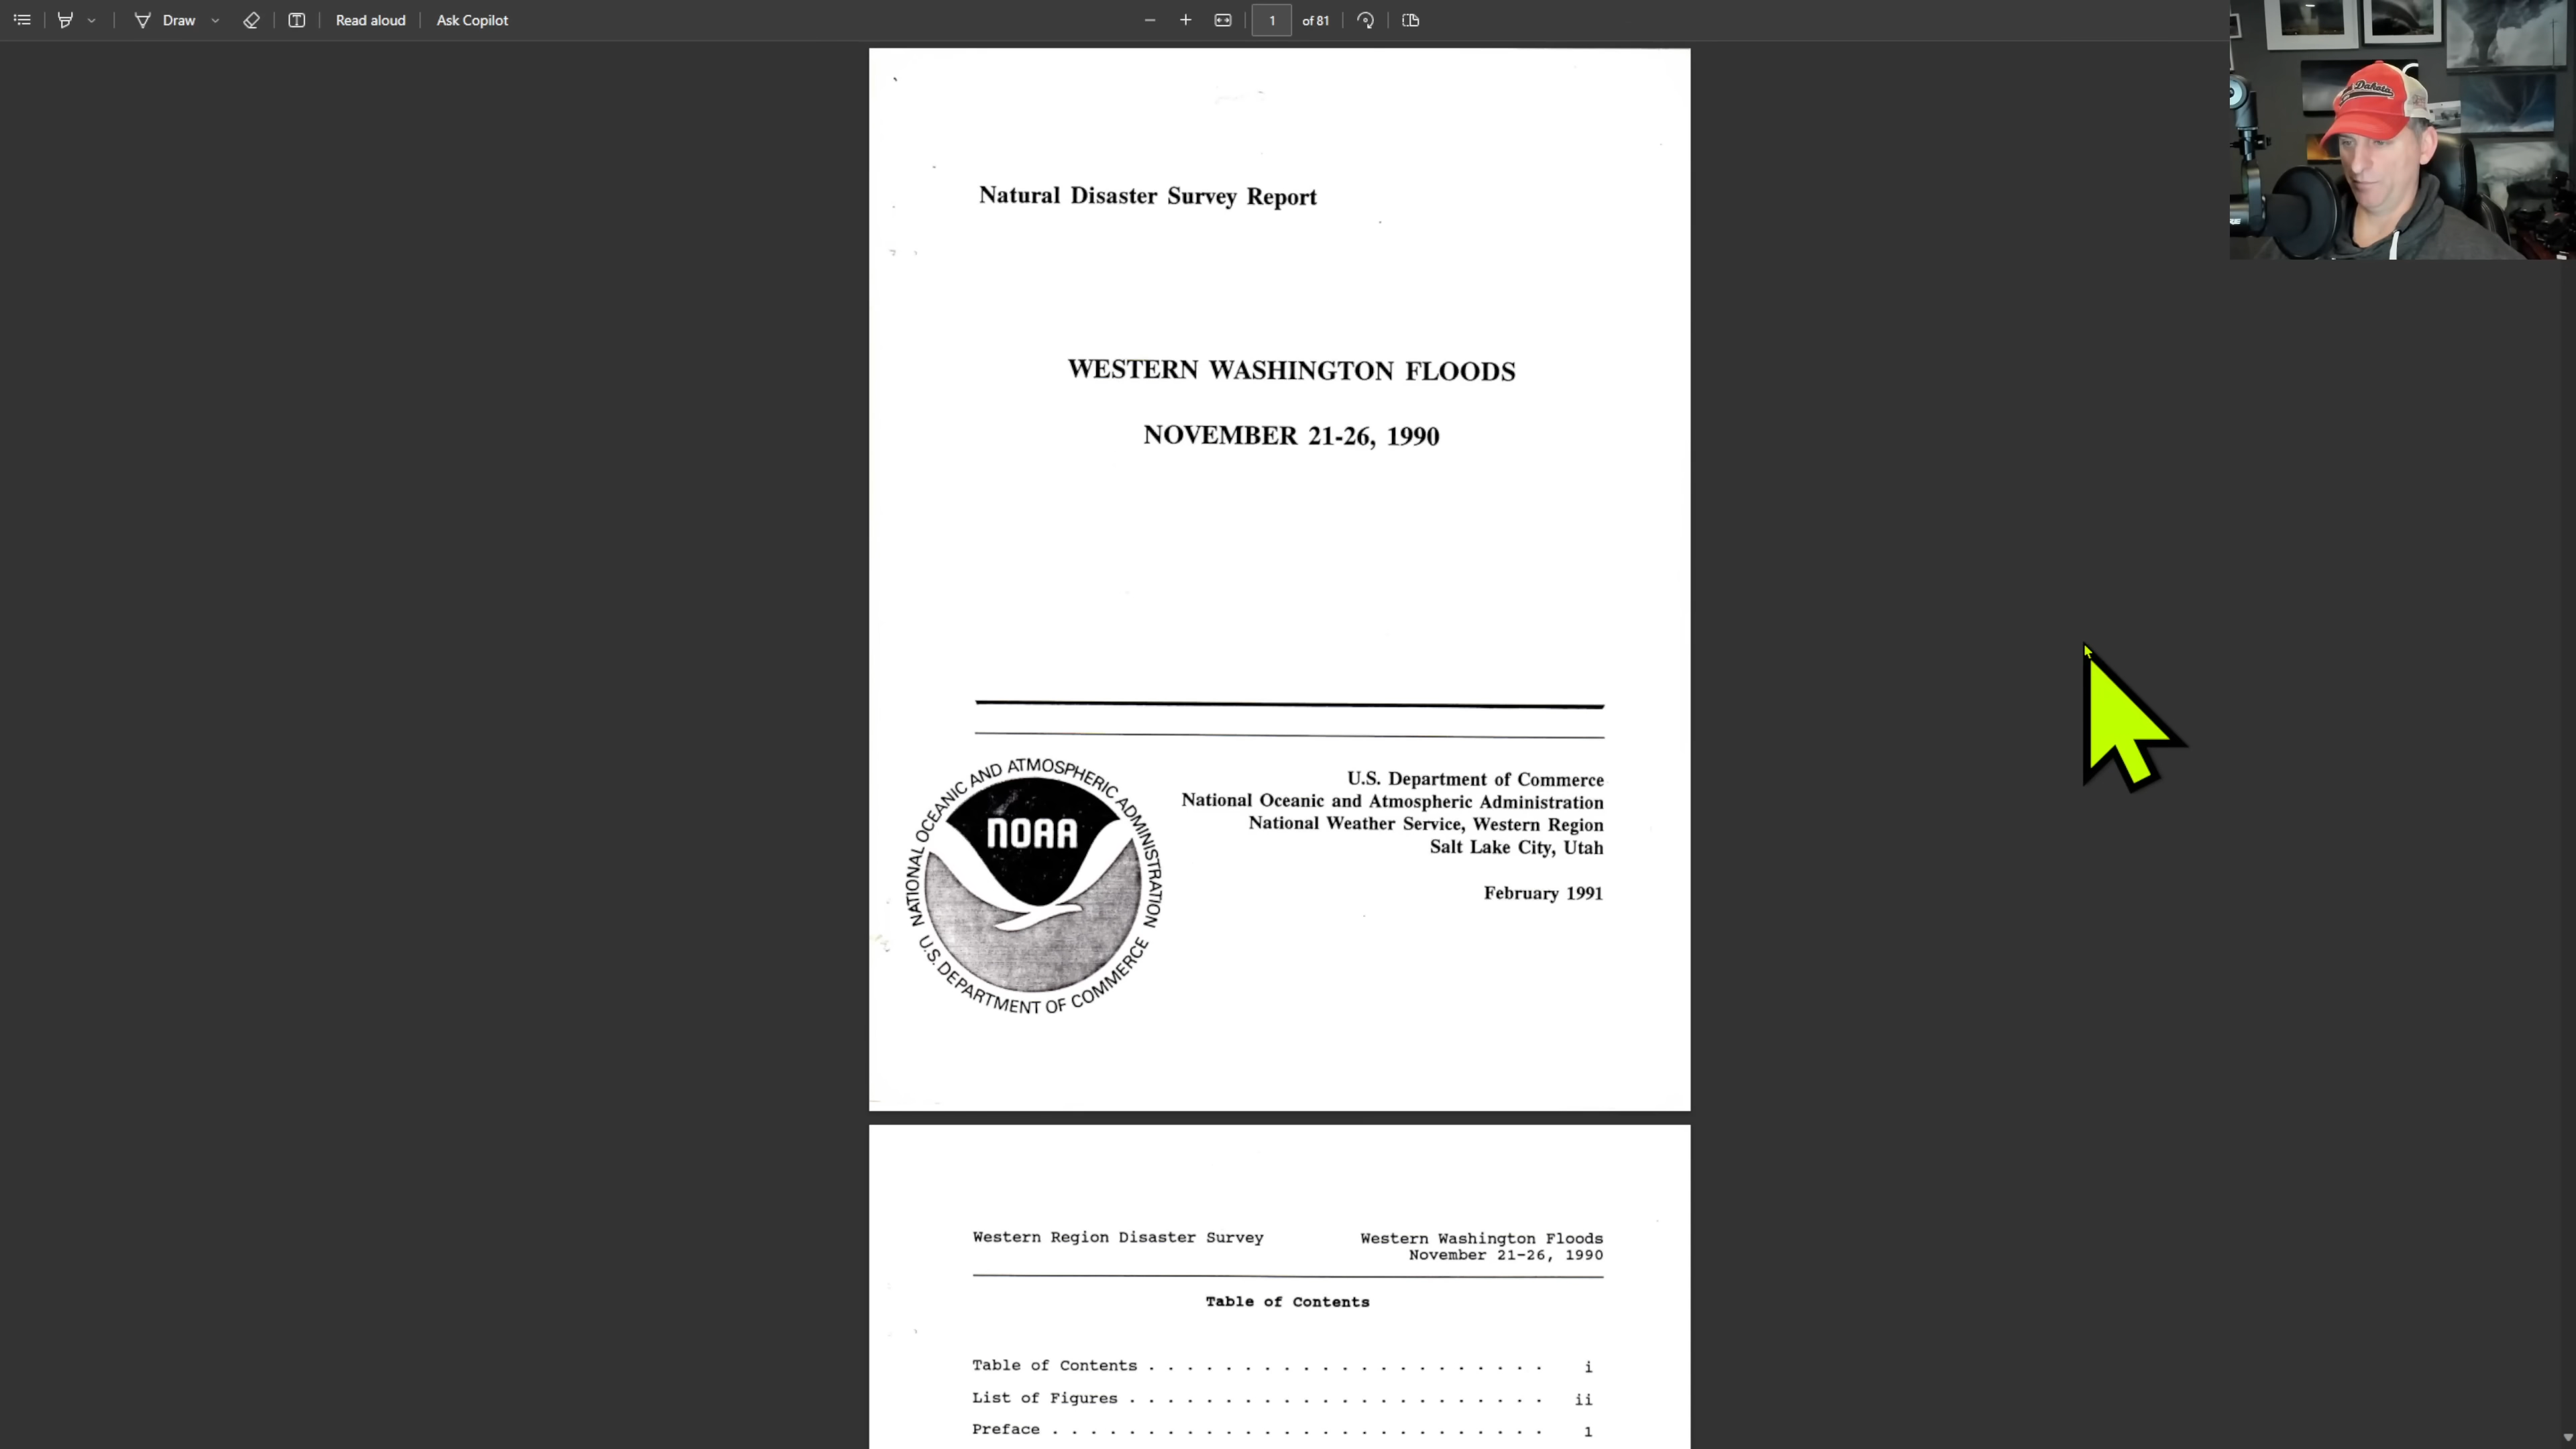 Draw
Read aloud
Ask Copilot
1
of 81
Natural Disaster Survey Report
WESTERN WASHINGTON FLOODS
NOVEMBER 21-26, 1990
NATIONAL OCEANIC AND ATMOSPHERIC ADMINISTRATION
NOAA
U.S. DEPARTMENT OF COMMERCE
U.S. Department of Commerce
National Oceanic and Atmospheric Administration
National Weather Service, Western Region
Salt Lake City, Utah
February 1991
Western Region Disaster Survey
Western Washington Floods
November 21-26, 1990
Table of Contents
Table of Contents . . . . . . . . . . . . . . . . . . . . . i
List of Figures . . . . . . . . . . . . . . . . . . . . . . ii
Preface . . . . . . . . . . . . . . . . . . . . . . . . . . 1